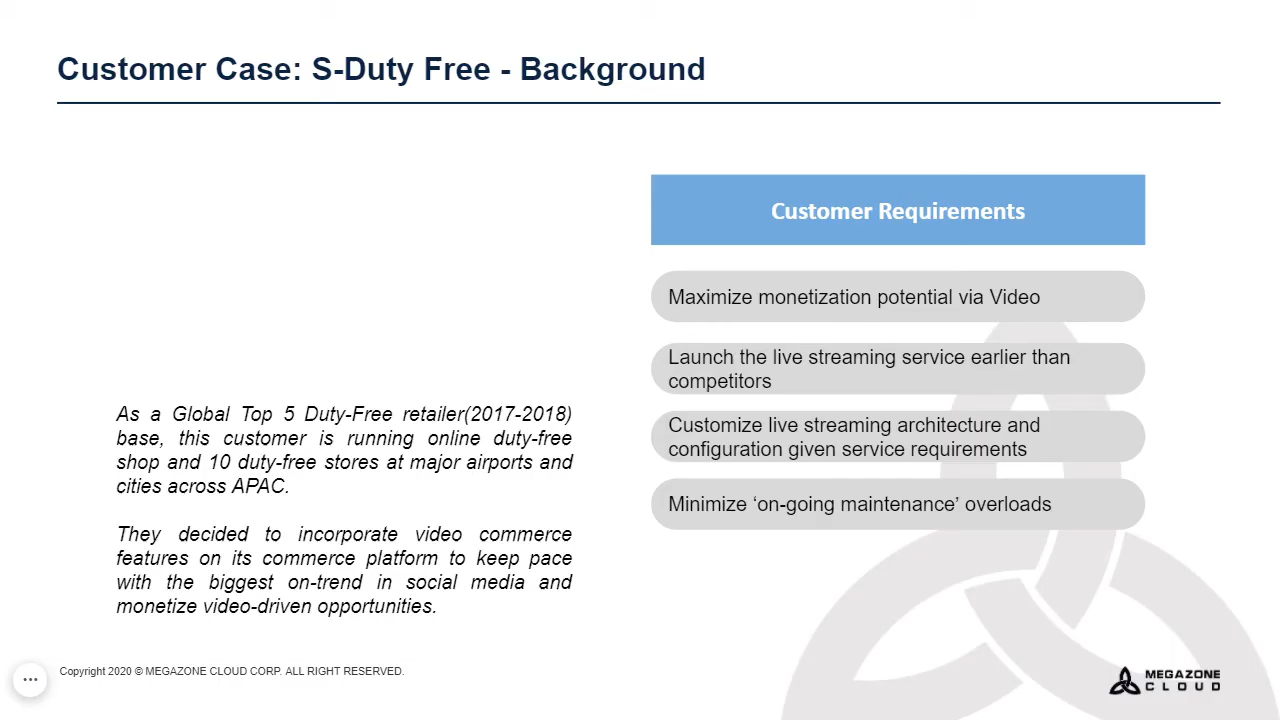 Customer Case: S-Duty Free - Background
As a Global Top 5 Duty-Free retailer(2017-2018)
base, this customer is running online duty-free
shop and 10 duty-free stores at major airports and
cities across APAC.
They decided to incorporate video commerce
features on its commerce platform to keep pace
with the biggest on-trend in social media and
monetize video-driven opportunities.
Customer Requirements
Maximize monetization potential via Video
Launch the live streaming service earlier than
competitors
Customize live streaming architecture and
configuration given service requirements
Minimize ‘on-going maintenance’ overloads
Copyright 2020 © MEGAZONE CLOUD CORP. ALL RIGHT RESERVED.
MEGAZONE
CLOUD